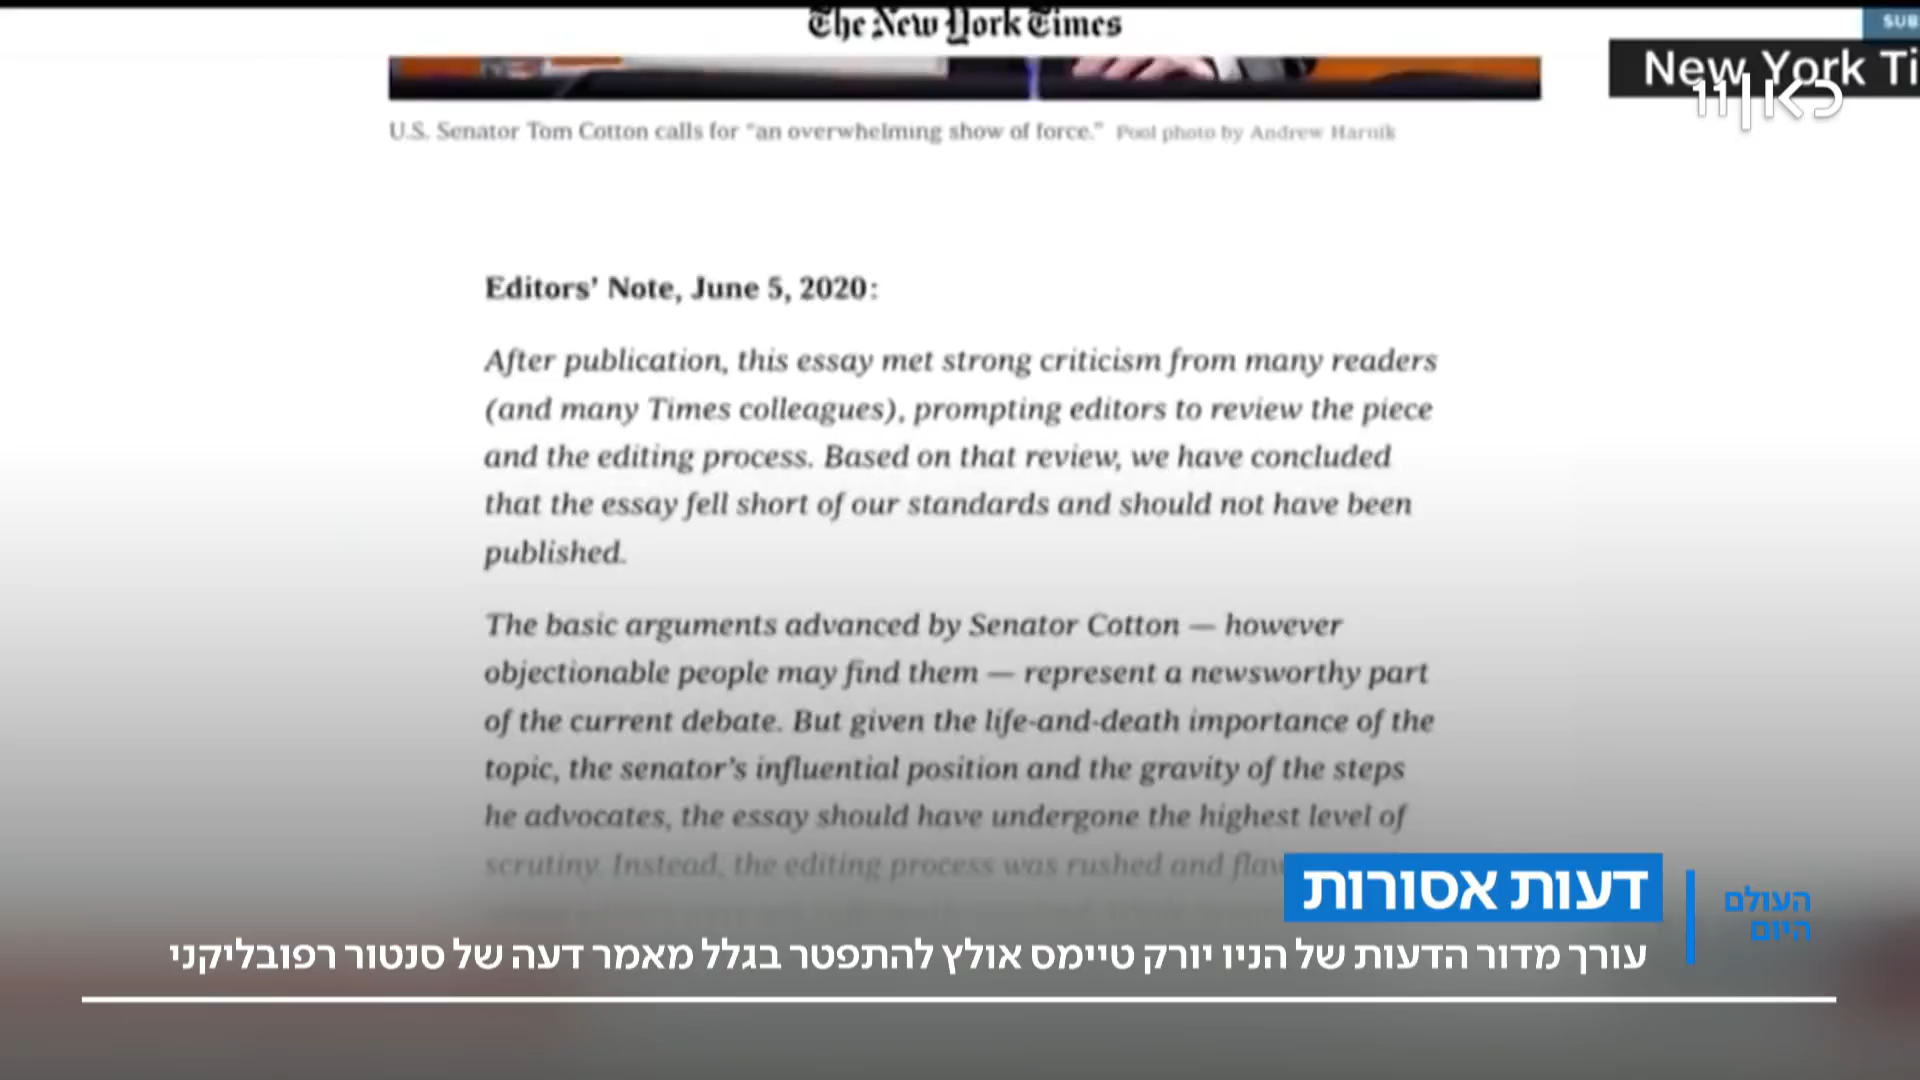 The New York Times
SUB
New York Ti
כאן 11
U.S. Senator Tom Cotton calls for "an overwhelming show of force." Pool photo by Andrew Harnik
Editors' Note, June 5, 2020:
After publication, this essay met strong criticism from many readers
(and many Times colleagues), prompting editors to review the piece
and the editing process. Based on that review, we have concluded
that the essay fell short of our standards and should not have been
published.
The basic arguments advanced by Senator Cotton — however
objectionable people may find them — represent a newsworthy part
of the current debate. But given the life-and-death importance of the
topic, the senator's influential position and the gravity of the steps
he advocates, the essay should have undergone the highest level of
scrutiny. Instead, the editing process was rushed and flaw
דעות אסורות
העולם
היום
עורך מדור הדעות של הניו יורק טיימס אולץ להתפטר בגלל מאמר דעה של סנטור רפובליקני